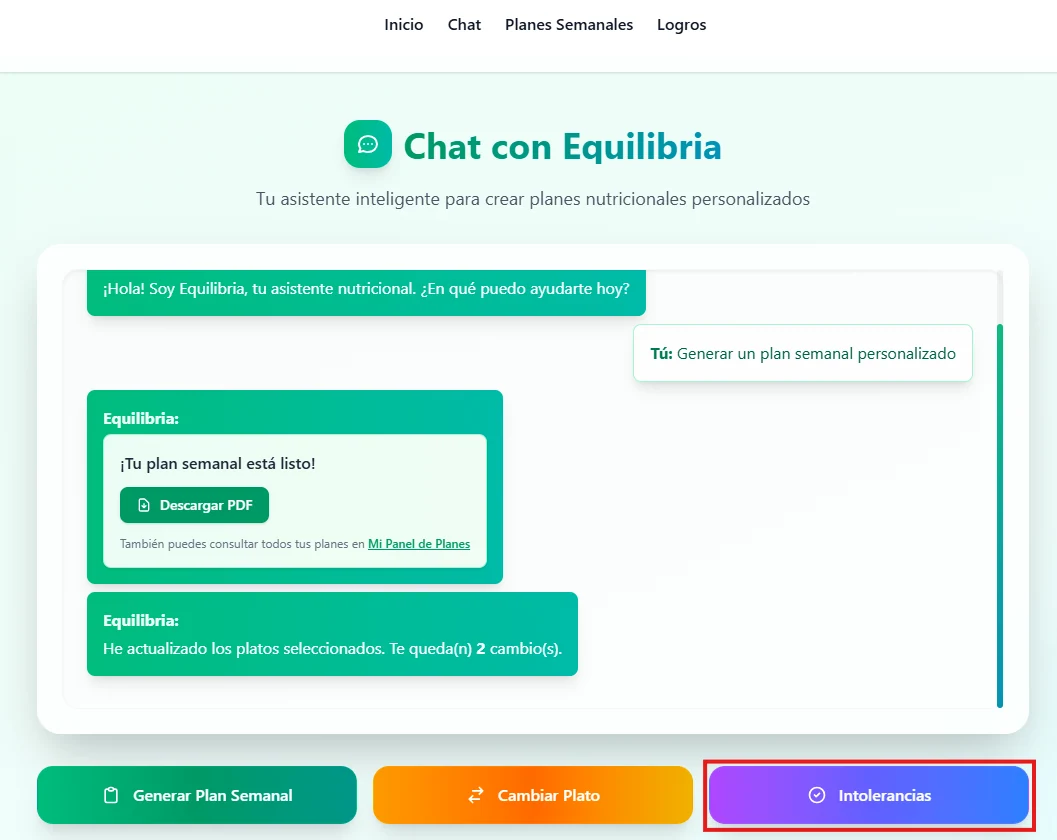 Inicio Chat Planes Semanales Logros
Chat con Equilibria
Tu asistente inteligente para crear planes nutricionales personalizados
¡Hola! Soy Equilibria, tu asistente nutricional. ¿En qué puedo ayudarte hoy?
Tú: Generar un plan semanal personalizado
Equilibria:
¡Tu plan semanal está listo!
Descargar PDF
También puedes consultar todos tus planes en Mi Panel de Planes
Equilibria:
He actualizado los platos seleccionados. Te queda(n) 2 cambio(s).
Generar Plan Semanal Cambiar Plato Intolerancias